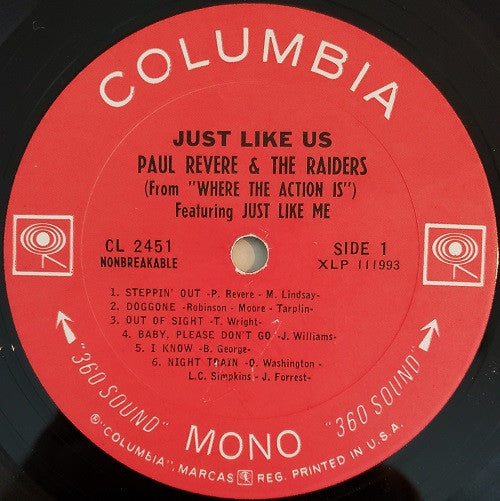 COLUMBIA
JUST LIKE US
PAUL REVERE & THE RAIDERS
(From "WHERE THE ACTION IS")
Featuring JUST LIKE ME
CL 2451
NONBREAKABLE
SIDE 1
XLP 111993
1. STEPPIN' OUT -P. Revere - M. Lindsay-
2. DOGGONE -Robinson - Moore - Tarplin-
3. OUT OF SIGHT -T. Wright-
4. BABY, PLEASE DON'T GO -J. Williams-
5. I KNOW -B. George-
6. NIGHT TRAIN -O. Washington -
L.C. Simpkins - J. Forrest-
"360 SOUND"
MONO
"360 SOUND"
® "COLUMBIA", MARCAS REG. PRINTED IN U.S.A.